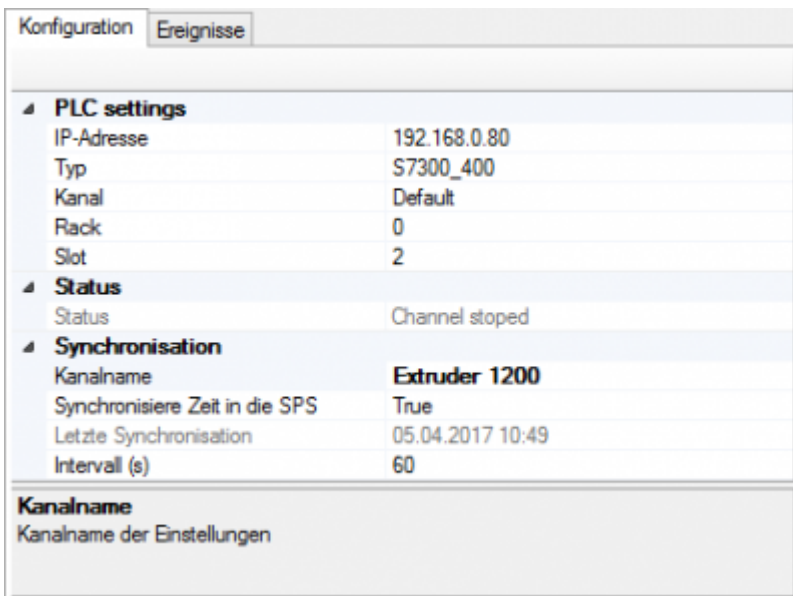 Konfiguration Ereignisse
PLC settings
IP-Adresse 192.168.0.80
Typ S7300_400
Kanal Default
Rack 0
Slot 2
Status
Status Channel stoped
Synchronisation
Kanalname Extruder 1200
Synchronisiere Zeit in die SPS True
Letzte Synchronisation 05.04.2017 10:49
Intervall (s) 60
Kanalname
Kanalname der Einstellungen